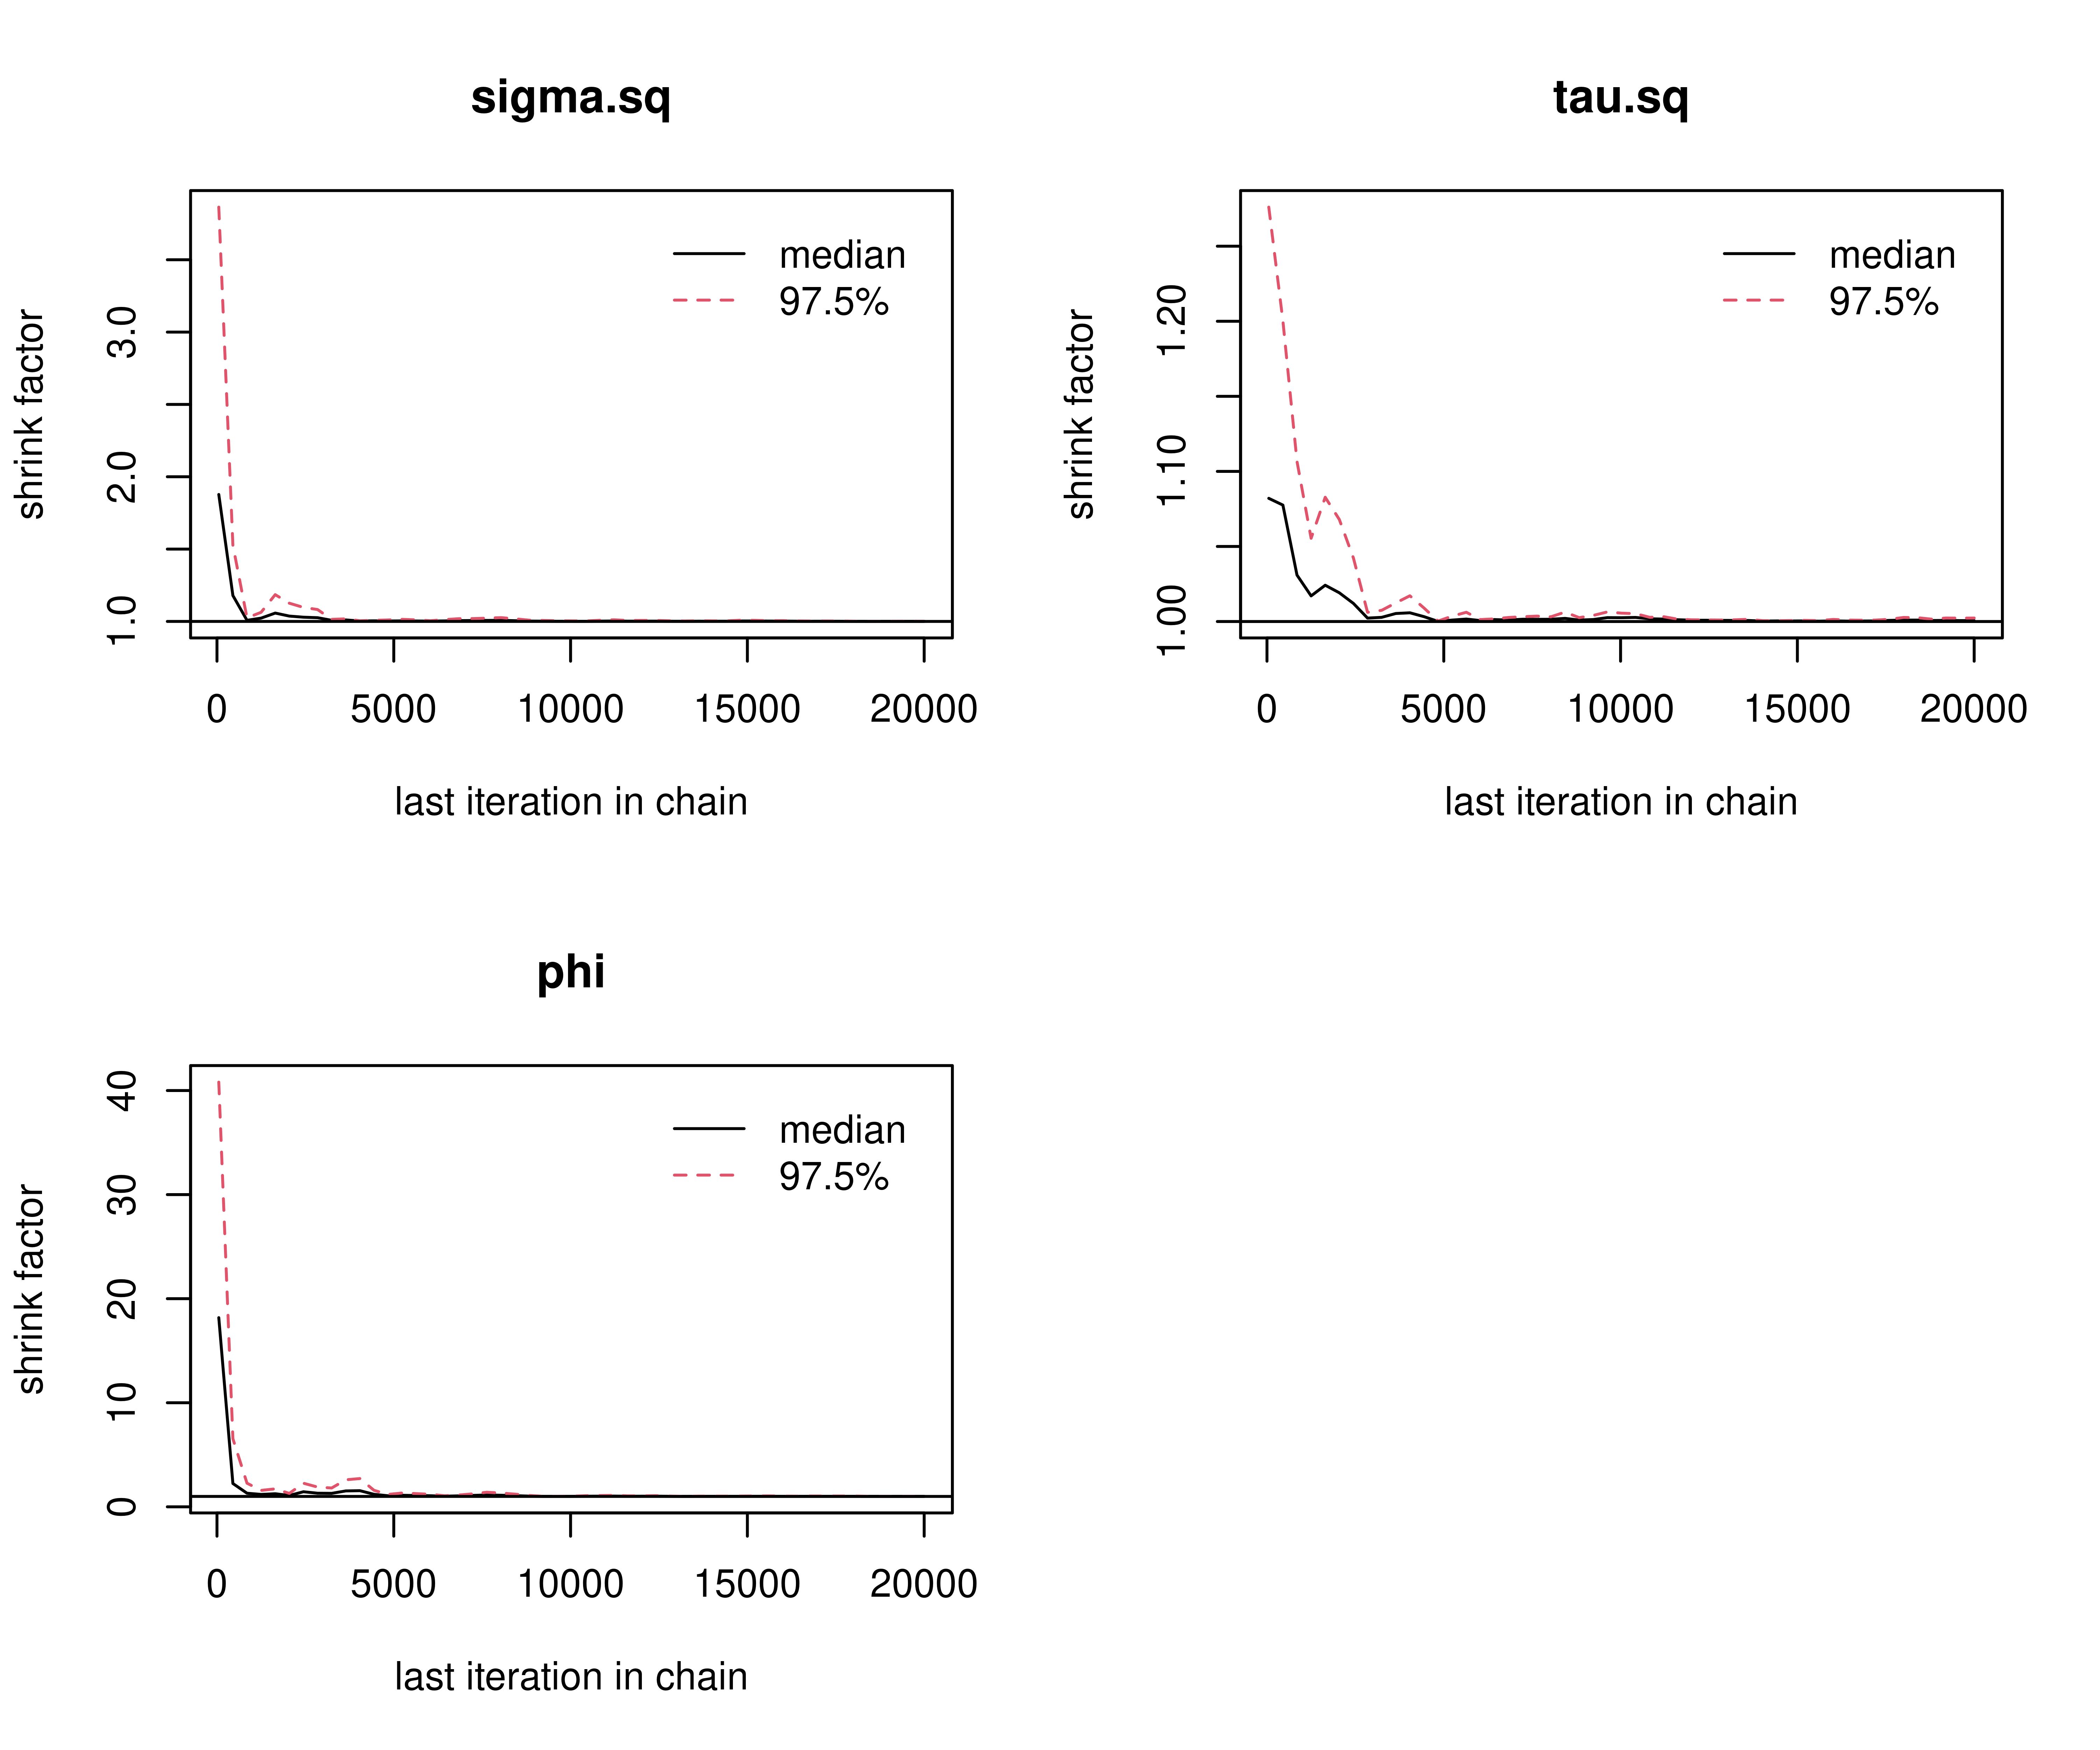 sigma.sq
shrink factor
1.0 2.0 3.0
median
97.5%
0 5000 10000 15000 20000
last iteration in chain
tau.sq
shrink factor
1.00 1.10 1.20
median
97.5%
0 5000 10000 15000 20000
last iteration in chain
phi
shrink factor
0 10 20 30 40
median
97.5%
0 5000 10000 15000 20000
last iteration in chain